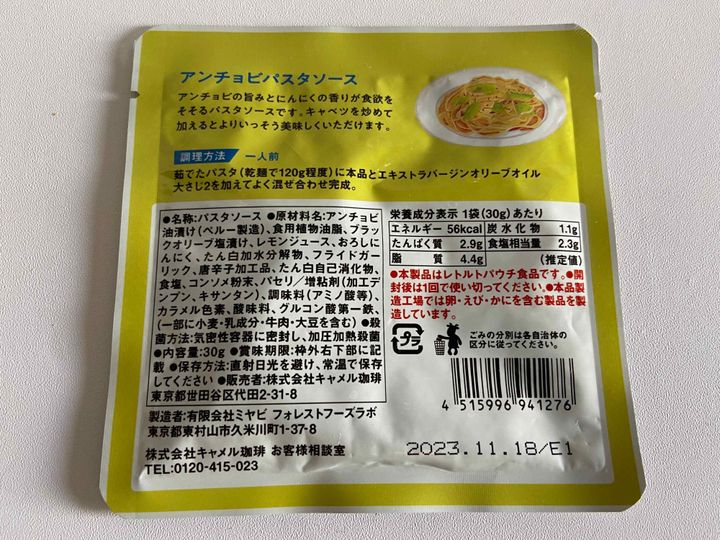 アンチョビパスタソース
アンチョビの旨みとにんにくの香りが食欲を
そそるパスタソースです。キャベツを炒めて
加えるとよりいっそう美味しくいただけます。
調理方法 一人前
茹でたパスタ(乾麺で120g程度)に本品とエキストラバージンオリーブオイル
大さじ2を加えてよく混ぜ合わせ完成。
●名称:パスタソース ●原材料名:アンチョビ
油漬け(ペルー製造)、食用植物油脂、ブラッ
クオリーブ塩漬け、レモンジュース、おろしに
んにく、たん白加水分解物、フライドガー
リック、唐辛子加工品、たん白自己消化物、
食塩、コンソメ粉末、パセリ/増粘剤(加工デ
ンプン、キサンタン)、調味料(アミノ酸等)、
カラメル色素、酸味料、グルコン酸第一鉄、
(一部に小麦・乳成分・牛肉・大豆を含む) ●殺
菌方法:気密性容器に密封し、加圧加熱殺菌
●内容量:30g ●賞味期限:枠外右下部に記
載 ●保存方法:直射日光を避け、常温で保存
してください ●販売者:株式会社キャメル珈琲
東京都世田谷区代田2-31-8
製造者:有限会社ミヤビ フォレストフーズラボ
東京都東村山市久米川町1-37-8
株式会社キャメル珈琲 お客様相談室
TEL:0120-415-023
栄養成分表示 1袋(30g)あたり
エネルギー 56kcal 炭水化物 1.1g
たんぱく質 2.9g 食塩相当量 2.3g
脂質 4.4g (推定値)
●本製品はレトルトパウチ食品です。●開
封後は1回で使い切ってください。●本品製
造工場では卵・えび・かにを含む製品を製
造しています。
プラ
ごみの分別は各自治体の
区分に従ってください。
4 515996 941276
2023.11.18/E1